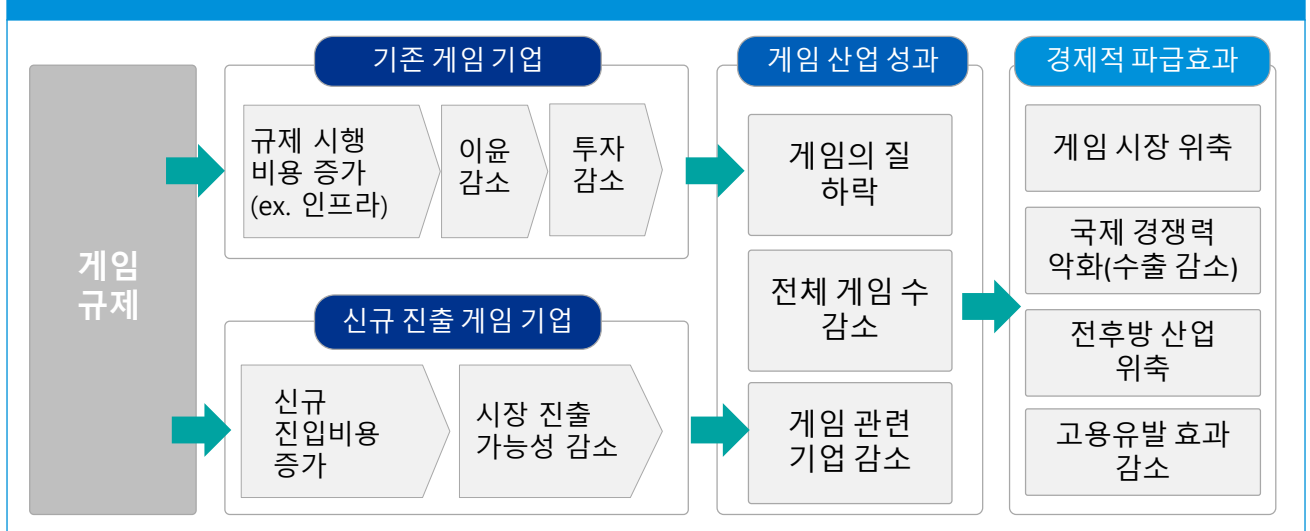 게임
규제
기존 게임 기업
규제 시행
비용 증가
(ex. 인프라)
이윤
감소
투자
감소
신규 진출 게임 기업
신규
진입비용
증가
시장 진출
가능성 감소
게임 산업 성과
게임의 질
하락
전체 게임 수
감소
게임 관련
기업 감소
경제적 파급효과
게임 시장 위축
국제 경쟁력
악화(수출 감소)
전후방 산업
위축
고용유발 효과
감소